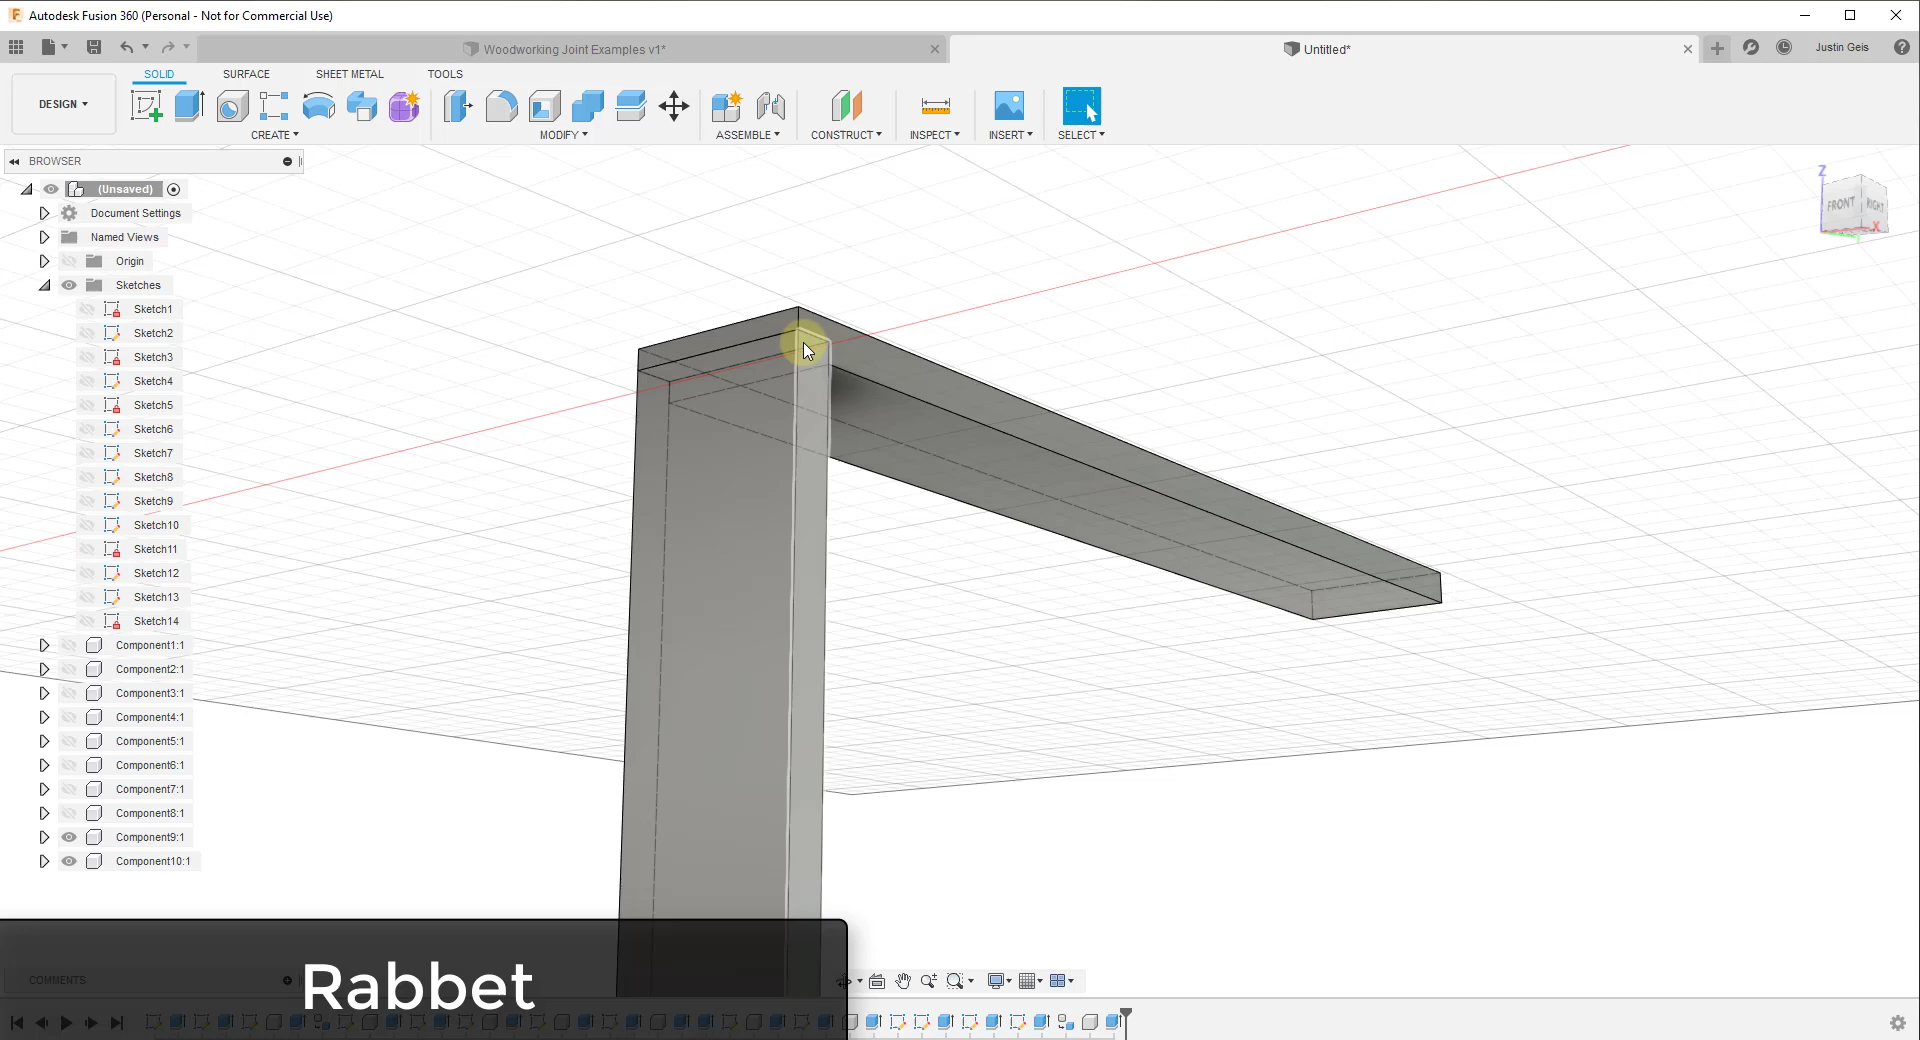 Autodesk Fusion 360 (Personal - Not for Commercial Use)
Woodworking Joint Examples v1*
Untitled*
Justin Geis
SOLID
SURFACE
SHEET METAL
TOOLS
DESIGN
CREATE
MODIFY
ASSEMBLE
CONSTRUCT
INSPECT
INSERT
SELECT
BROWSER
(Unsaved)
Document Settings
Named Views
Origin
Sketches
Sketch1
Sketch2
Sketch3
Sketch4
Sketch5
Sketch6
Sketch7
Sketch8
Sketch9
Sketch10
Sketch11
Sketch12
Sketch13
Sketch14
Component1:1
Component2:1
Component3:1
Component4:1
Component5:1
Component6:1
Component7:1
Component8:1
Component9:1
Component10:1
Z
FRONT
RIGHT
X
COMMENTS
Rabbet